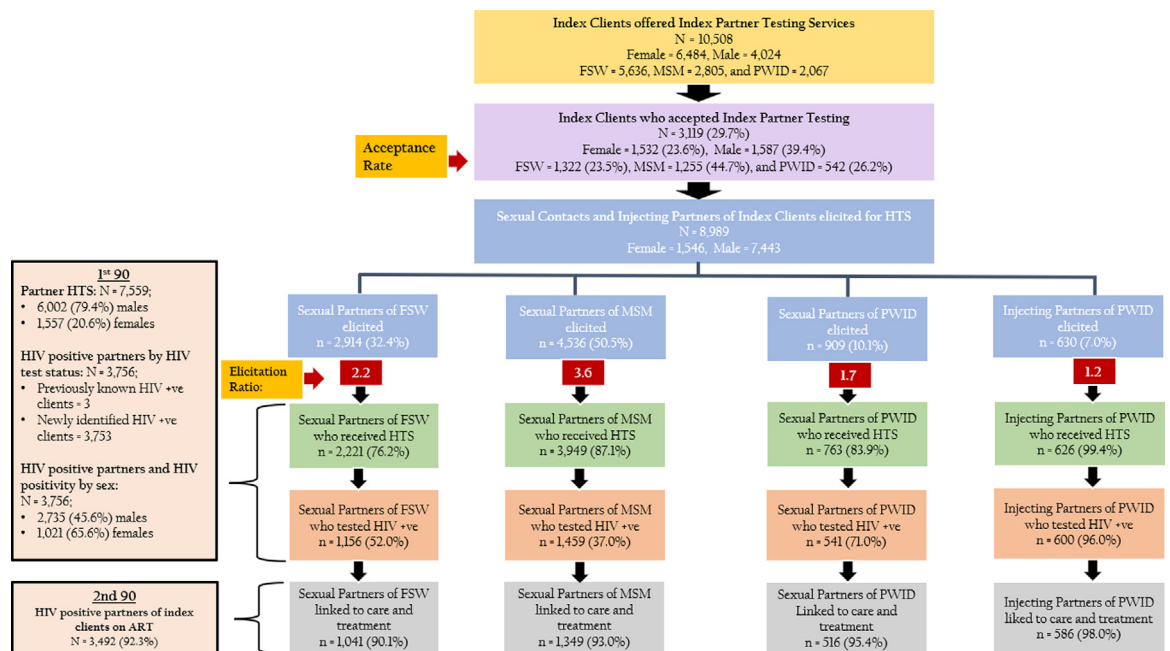 Index Clients offered Index Partner Testing Services
N = 10,508
Female = 6,484, Male = 4,024
FSW = 5,636, MSM = 2,805, and PWID = 2,067
Index Clients who accepted Index Partner Testing
N = 3,119 (29.7%)
Female = 1,532 (23.6%), Male = 1,587 (39.4%)
FSW = 1,322 (23.5%), MSM = 1,255 (44.7%), and PWID = 542 (26.2%)
Acceptance
Rate
Sexual Contacts and Injecting Partners of Index Clients elicited for HTS
N = 8,989
Female = 1,546, Male = 7,443
1st 90
Partner HTS: N = 7,559;
• 6,002 (79.4%) males
• 1,557 (20.6%) females
HIV positive partners by HIV
test status: N = 3,756;
• Previously known HIV +ve
clients = 3
• Newly identified HIV +ve
clients = 3,753
HIV positive partners and HIV
positivity by sex:
N = 3,756;
• 2,735 (45.6%) males
• 1,021 (65.6%) females
Sexual Partners of FSW
elicited
n = 2,914 (32.4%)
Sexual Partners of MSM
elicited
n = 4,536 (50.5%)
Sexual Partners of PWID
elicited
n = 909 (10.1%)
Injecting Partners of PWID
elicited
n = 630 (7.0%)
Elicitation
Ratio:
2.2
3.6
1.7
1.2
Sexual Partners of FSW
who received HTS
n = 2,221 (76.2%)
Sexual Partners of MSM
who received HTS
n = 3,949 (87.1%)
Sexual Partners of PWID
who received HTS
n = 763 (83.9%)
Injecting Partners of PWID
who received HTS
n = 626 (99.4%)
Sexual Partners of FSW
who tested HIV +ve
n = 1,156 (52.0%)
Sexual Partners of MSM
who tested HIV +ve
n = 1,459 (37.0%)
Sexual Partners of PWID
who tested HIV +ve
n = 541 (71.0%)
Injecting Partners of PWID
who tested HIV +ve
n = 600 (96.0%)
2nd 90
HIV positive partners of index
clients on ART
N = 3,492 (92.3%)
Sexual Partners of FSW
linked to care and
treatment
n = 1,041 (90.1%)
Sexual Partners of MSM
linked to care and
treatment
n = 1,349 (93.0%)
Sexual Partners of PWID
Linked to care and
treatment
n = 516 (95.4%)
Injecting Partners of PWID
liked to care and treatment
n = 586 (98.0%)